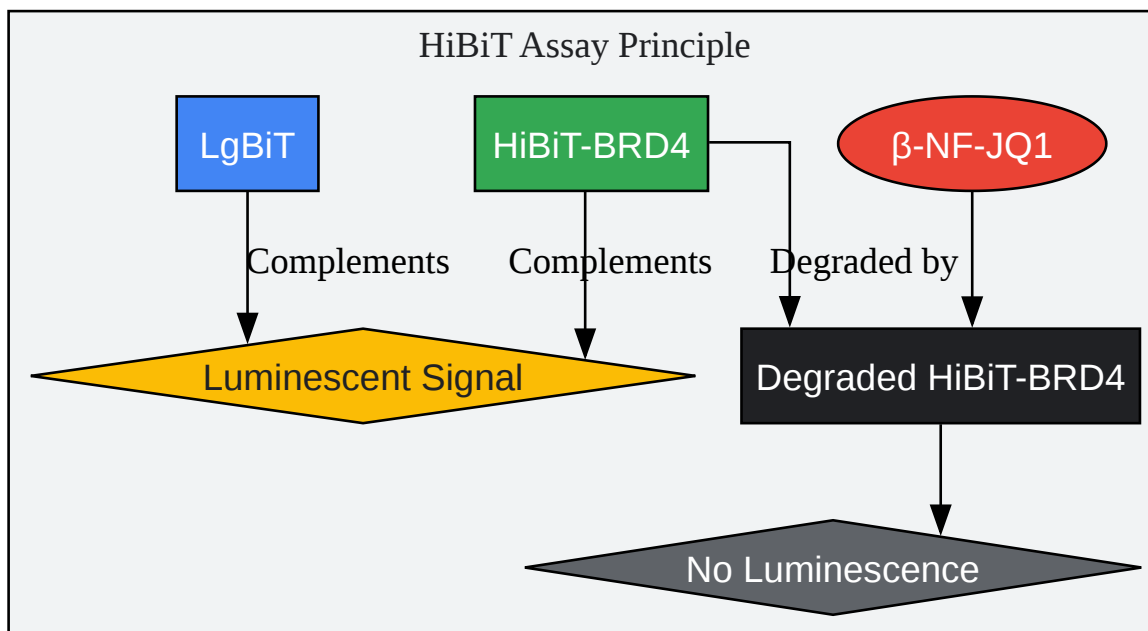 HiBiT Assay Principle
LgBiT
HiBiT-BRD4
β-NF-JQ1
Complements
Complements
Degraded by
Luminescent Signal
Degraded HiBiT-BRD4
No Luminescence